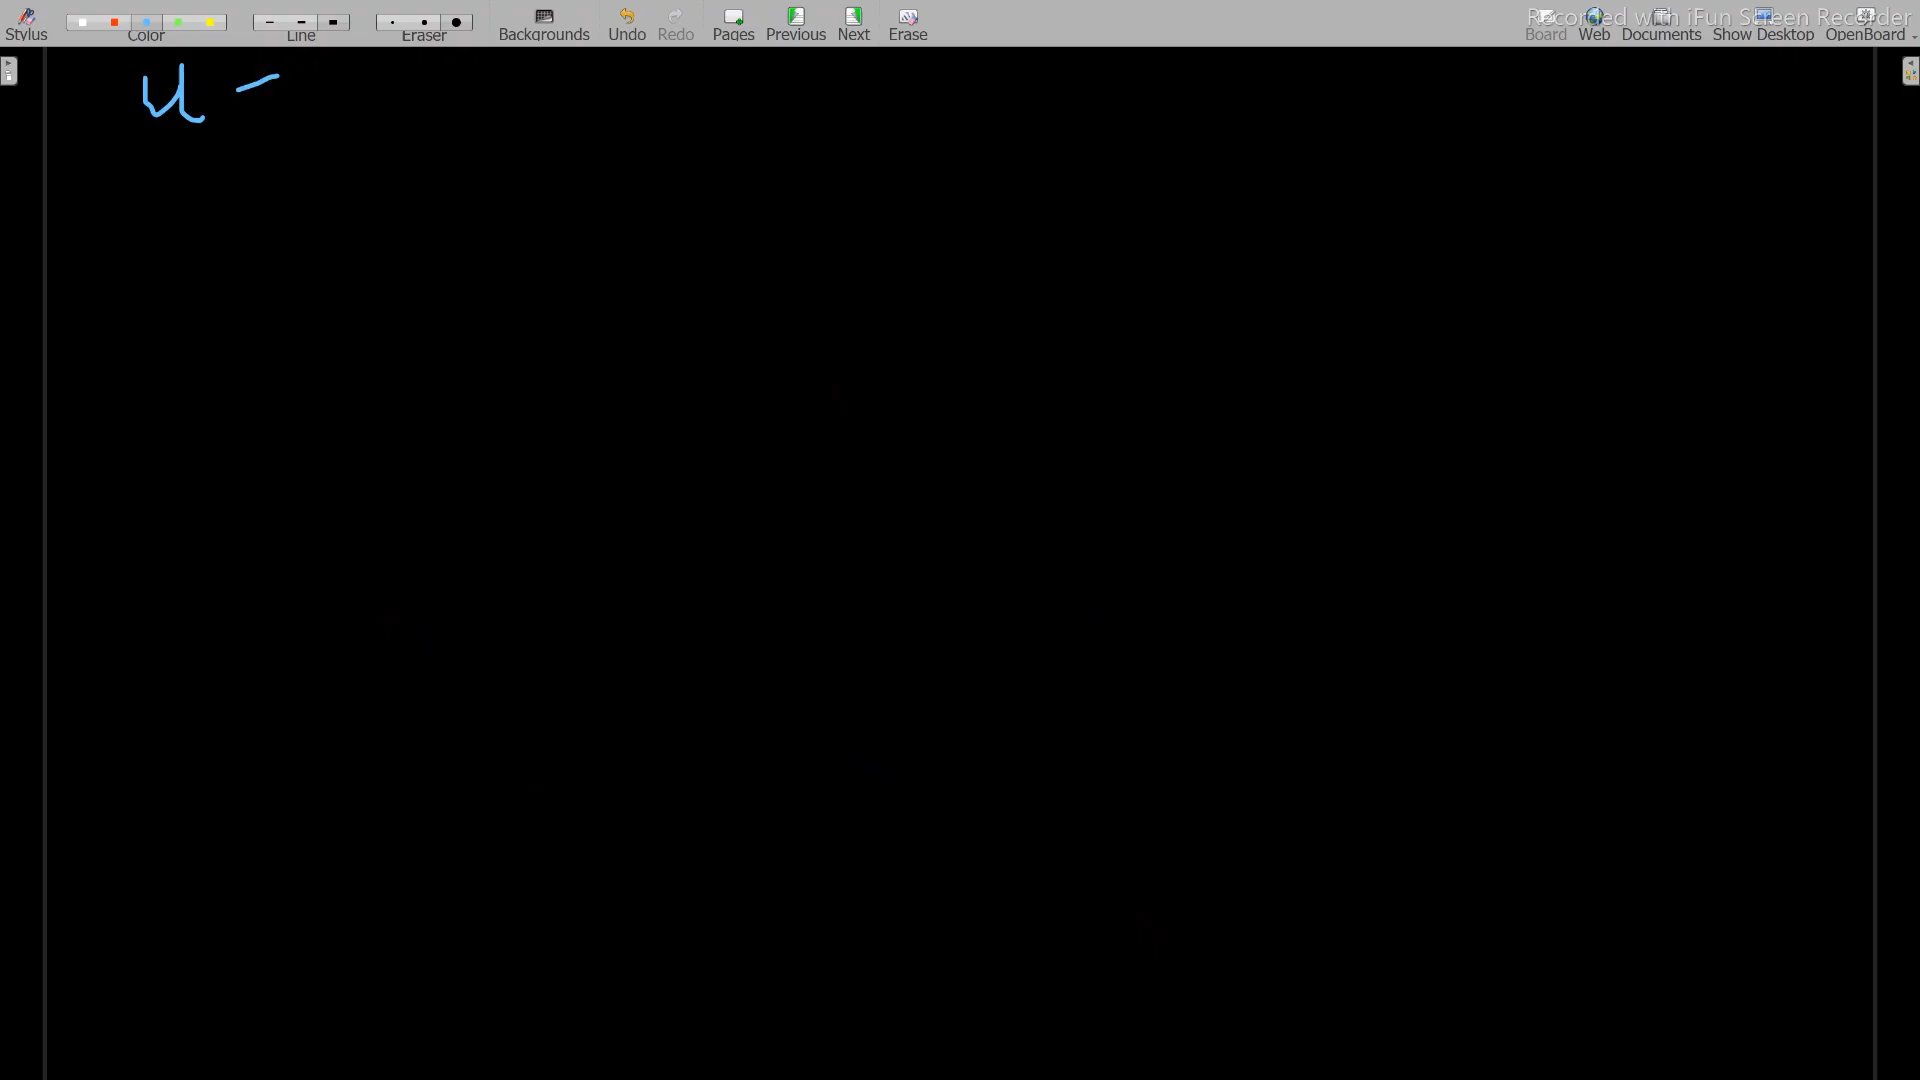 Recorded with iFun Screen Recorder
Stylus Color Line Eraser Backgrounds Undo Redo Pages Previous Next Erase Board Web Documents Show Desktop OpenBoard
u -